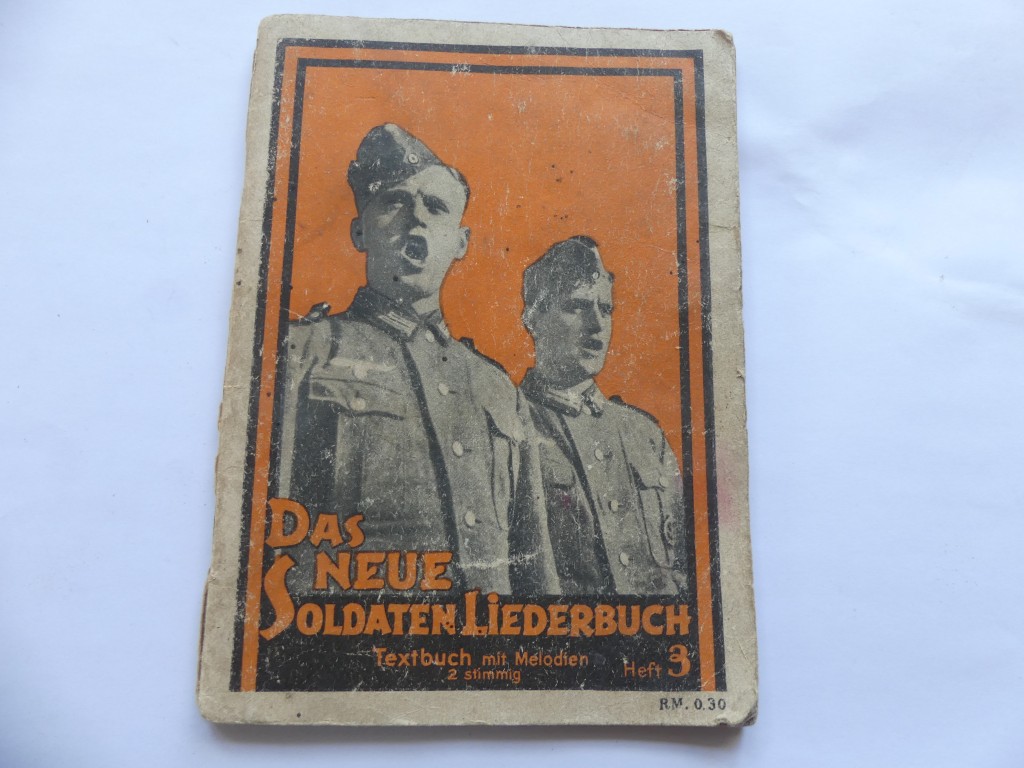 Das
Neue
Soldaten Liederbuch
Textbuch mit Melodien
2 stimmig
Heft 3
RM. 0.30